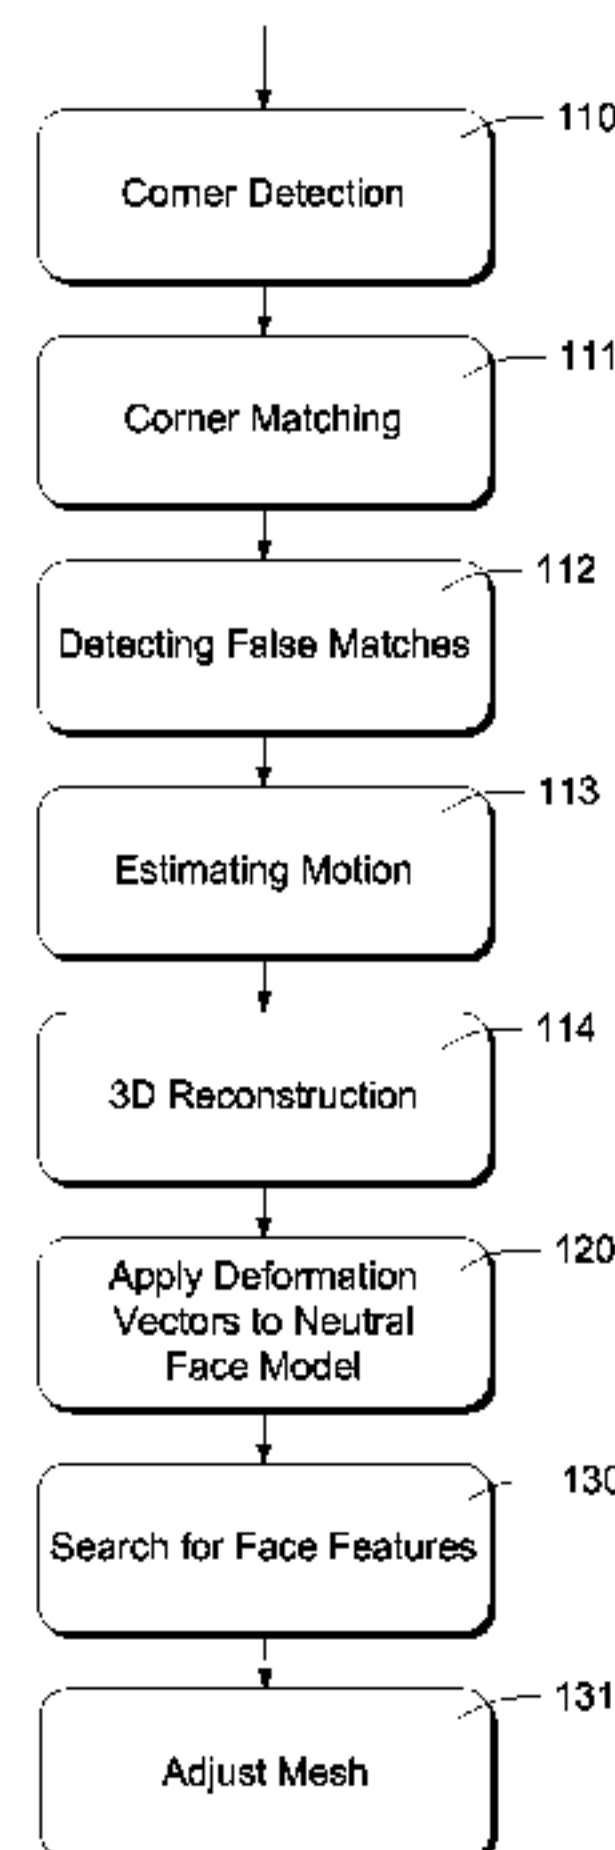 110
Corner Detection
111
Corner Matching
112
Detecting False Matches
113
Estimating Motion
114
3D Reconstruction
120
Apply Deformation
Vectors to Neutral
Face Model
130
Search for Face Features
131
Adjust Mesh